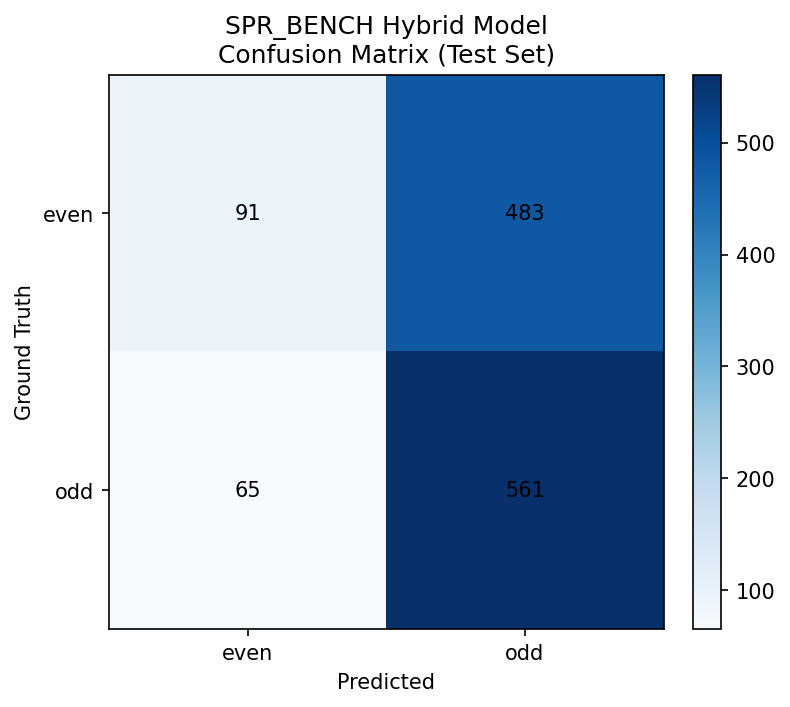 SPR_BENCH Hybrid Model
Confusion Matrix (Test Set)
Ground Truth
even
odd
91
483
65
561
even
odd
Predicted
500
400
300
200
100